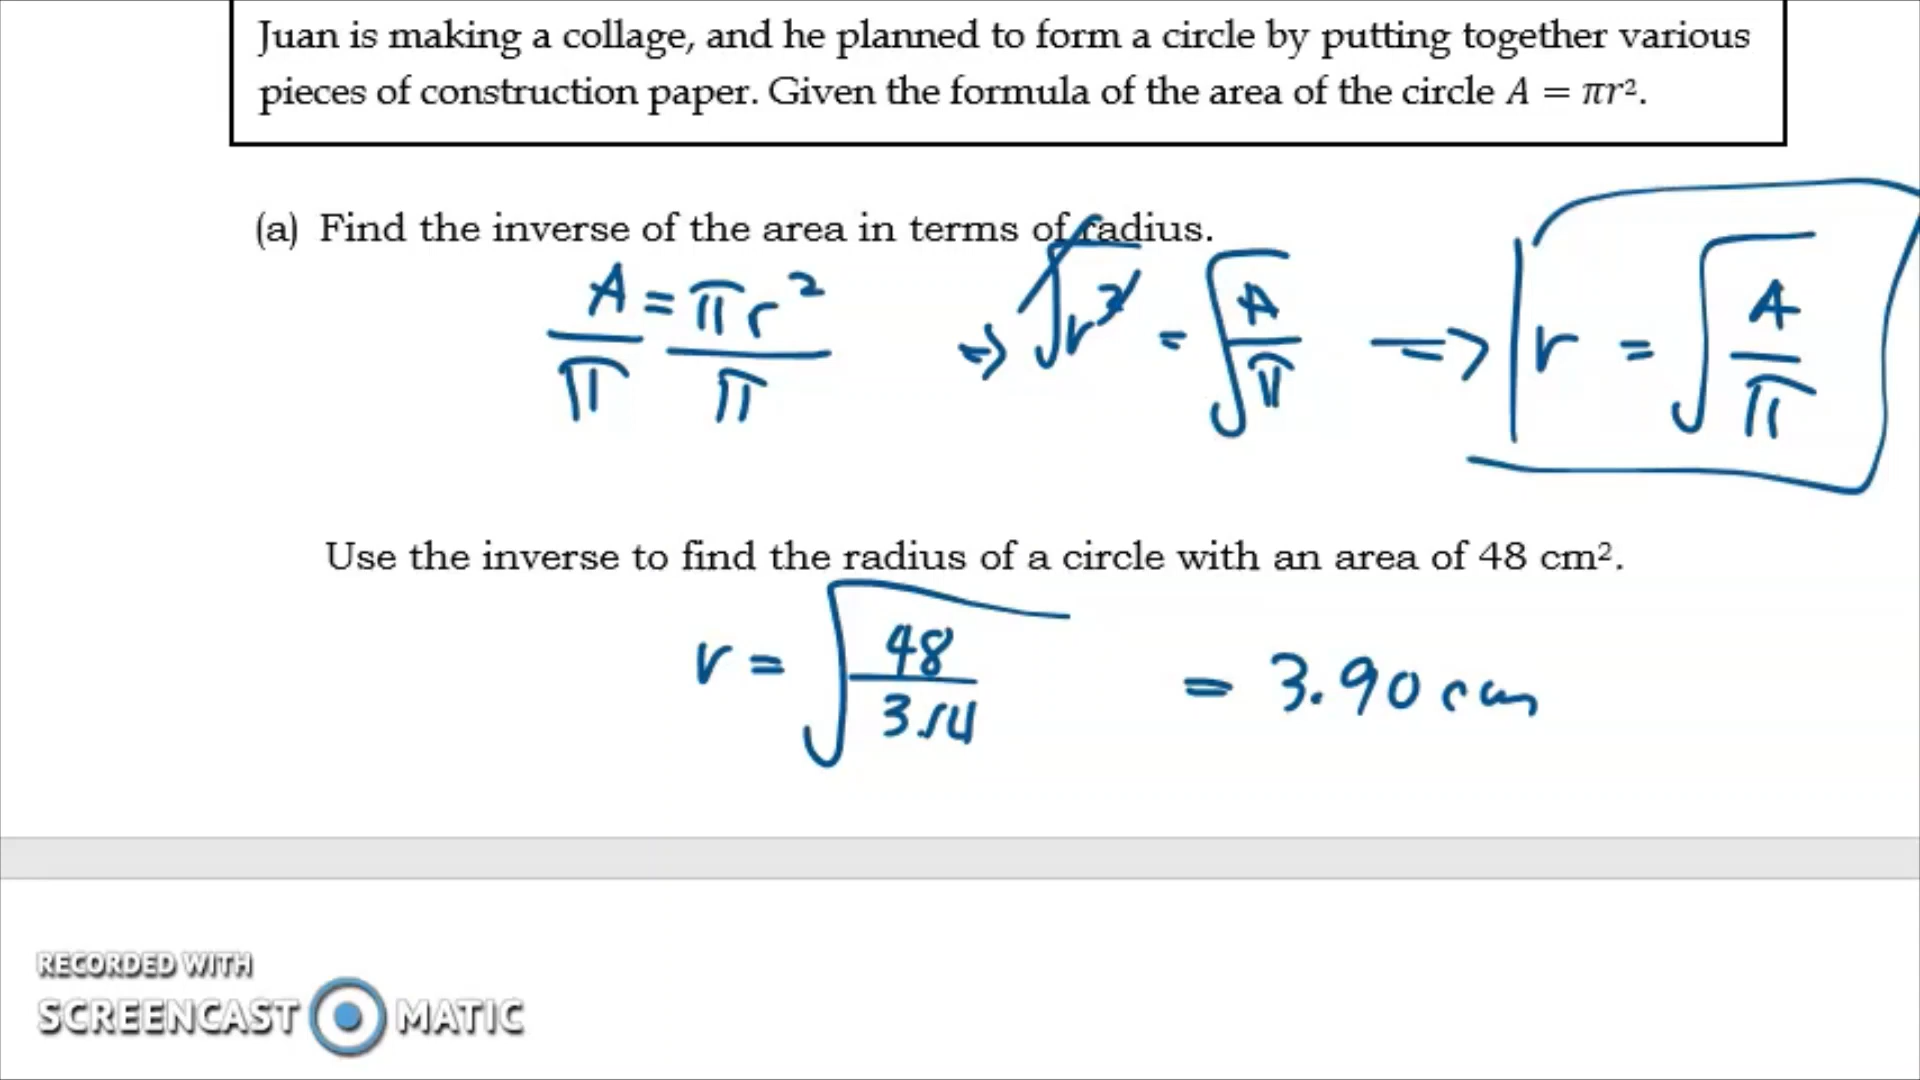 Juan is making a collage, and he planned to form a circle by putting together various
pieces of construction paper. Given the formula of the area of the circle A = πr².
(a) Find the inverse of the area in terms of radius.
A/π = πr²/π ⇒ √r² = √(A/π) ⇒ r = √(A/π)
Use the inverse to find the radius of a circle with an area of 48 cm².
r = √(48/3.14) = 3.90 cm
RECORDED WITH
SCREENCAST MATIC